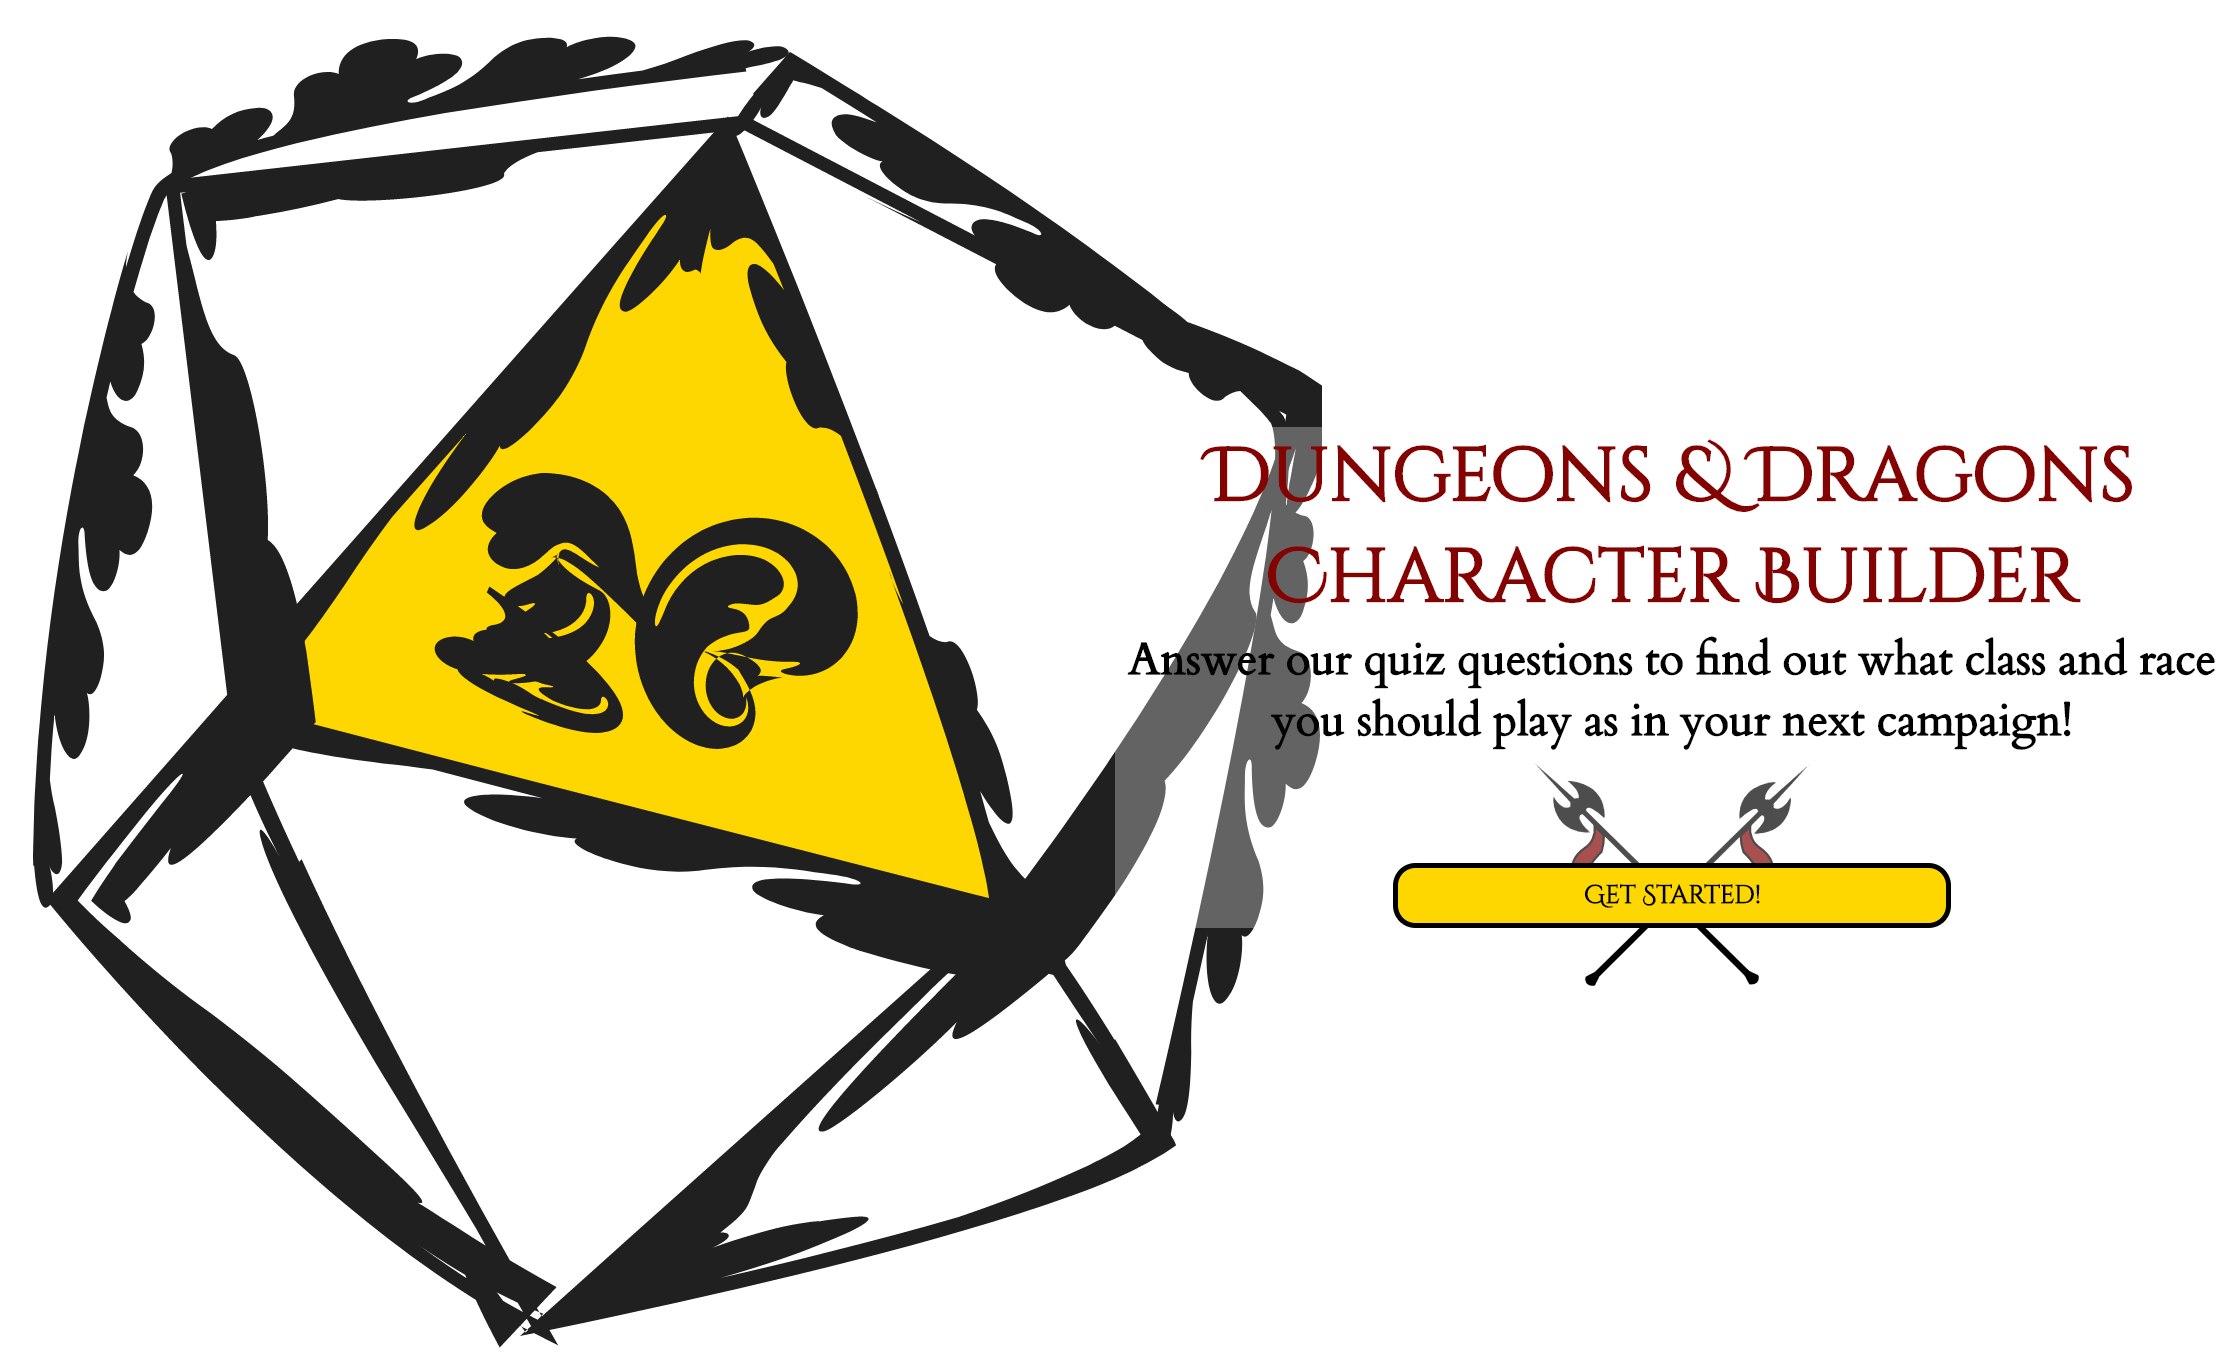 20
Dungeons & Dragons
Character Builder
Answer our quiz questions to find out what class and race
you should play as in your next campaign!
Get Started!